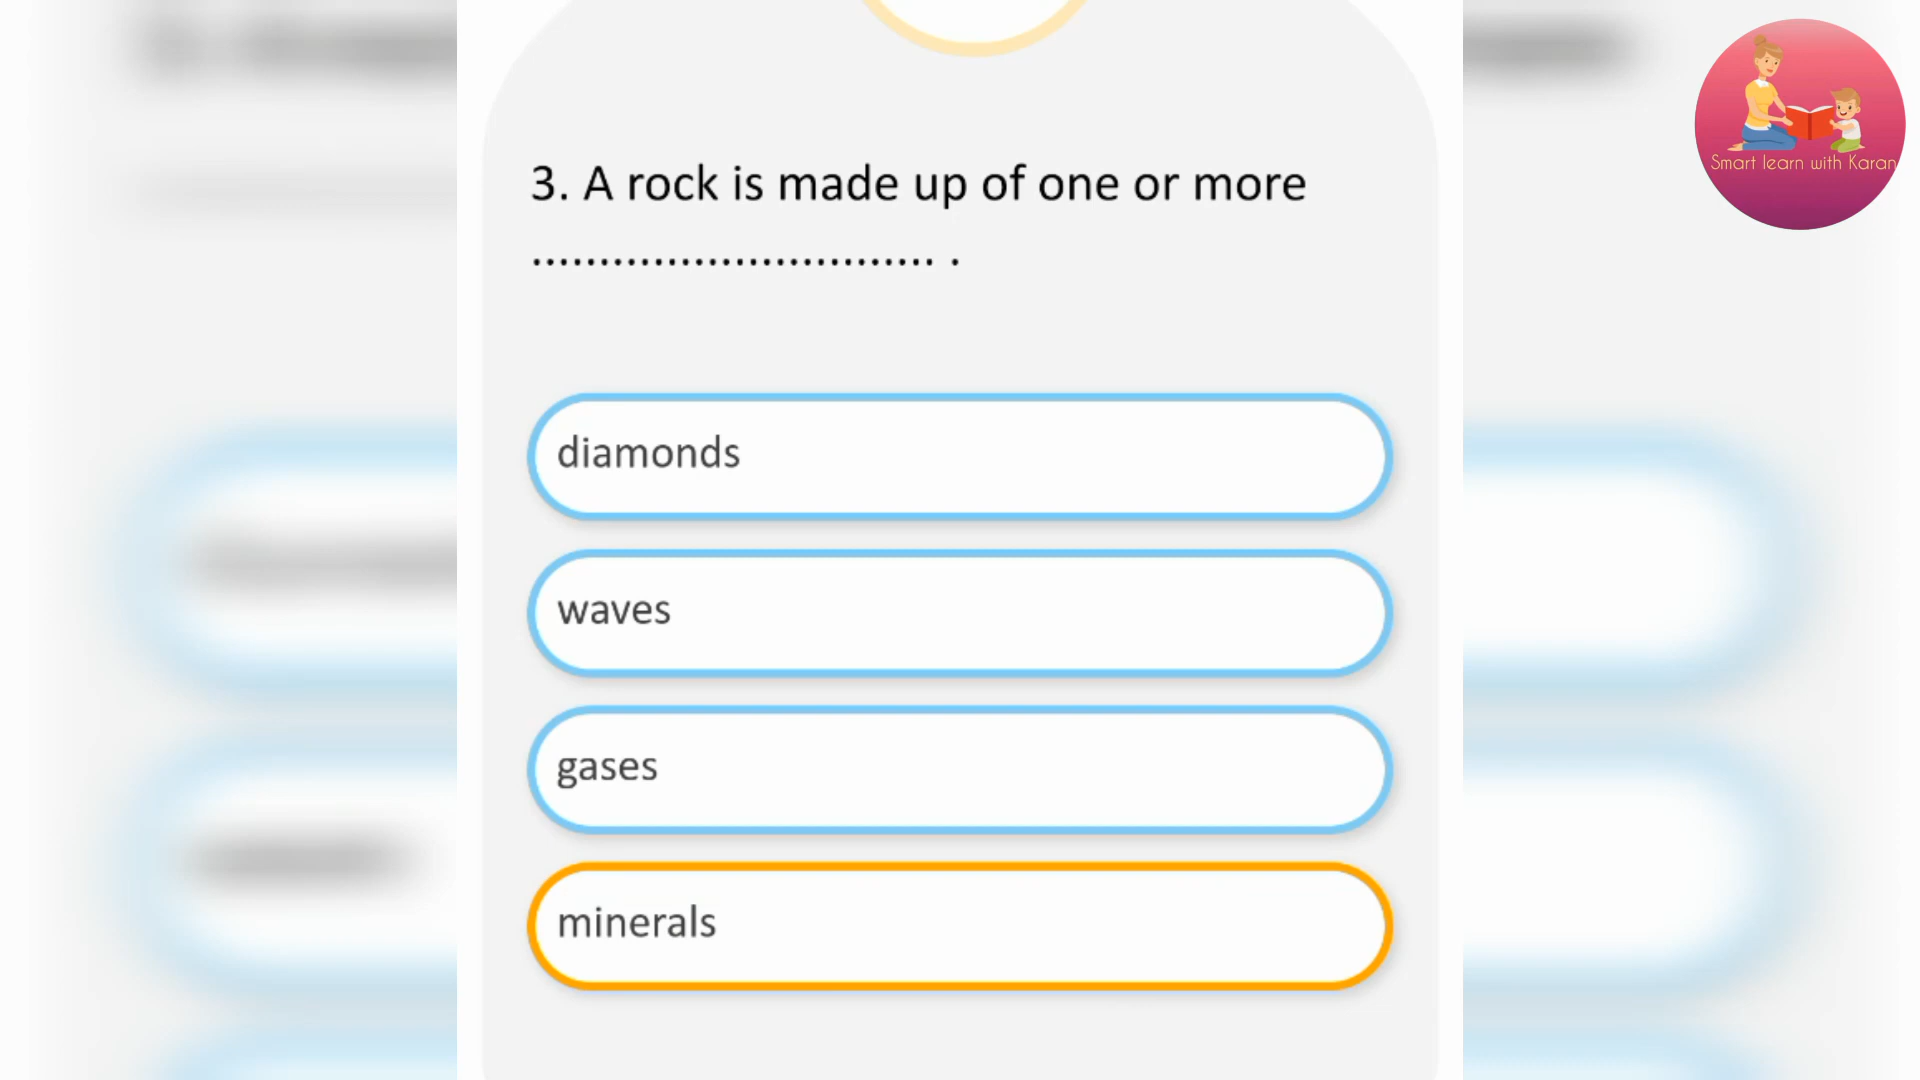 Smart learn with Karan
3. A rock is made up of one or more
.............................. .
diamonds
waves
gases
minerals